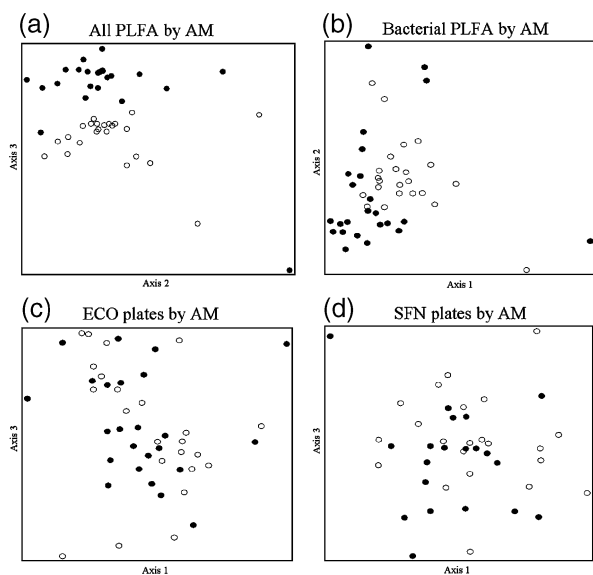 (a)
All PLFA by AM
Axis 3
Axis 2
(b)
Bacterial PLFA by AM
Axis 2
Axis 1
(c)
ECO plates by AM
Axis 3
Axis 1
(d)
SFN plates by AM
Axis 3
Axis 1